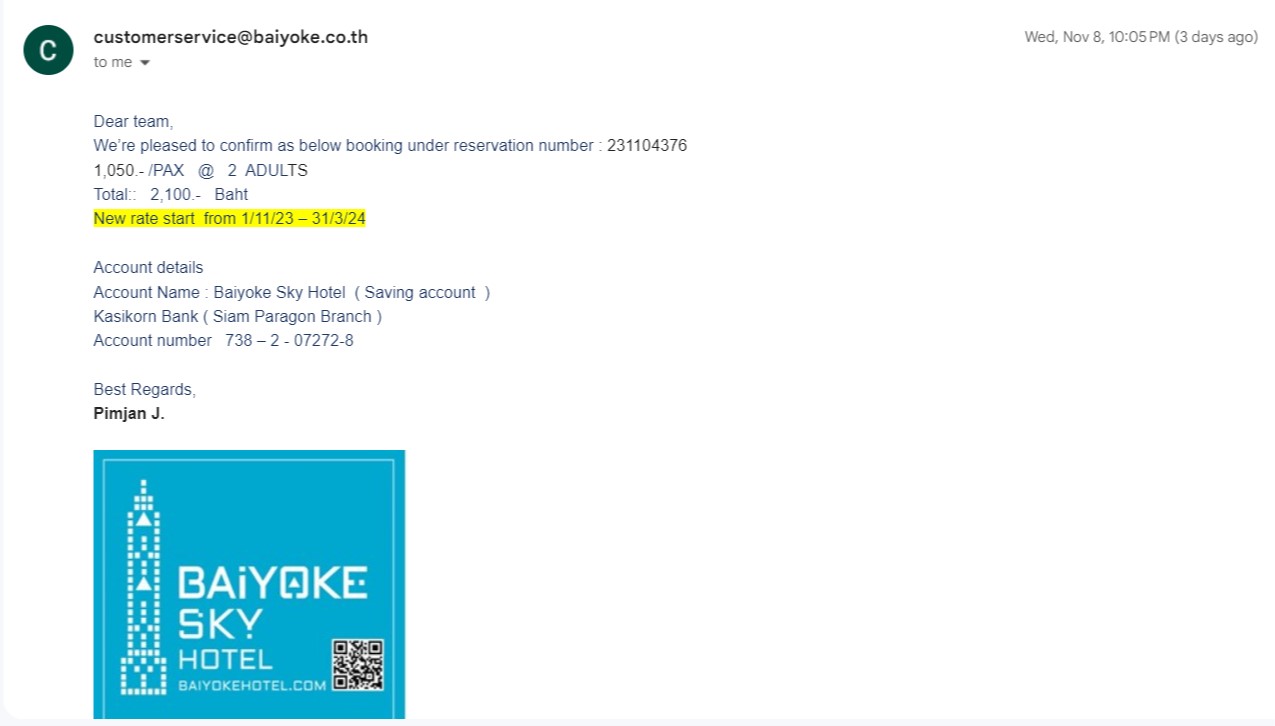 C
customerservice@baiyoke.co.th
Wed, Nov 8, 10:05 PM (3 days ago)
to me
Dear team,
We’re pleased to confirm as below booking under reservation number : 231104376
1,050.- /PAX @ 2 ADULTS
Total:: 2,100.- Baht
New rate start from 1/11/23 – 31/3/24
Account details
Account Name : Baiyoke Sky Hotel ( Saving account )
Kasikorn Bank ( Siam Paragon Branch )
Account number 738 – 2 - 07272-8
Best Regards,
Pimjan J.
BAiYOKE
SKY
HOTEL
BAIYOKEHOTEL.COM